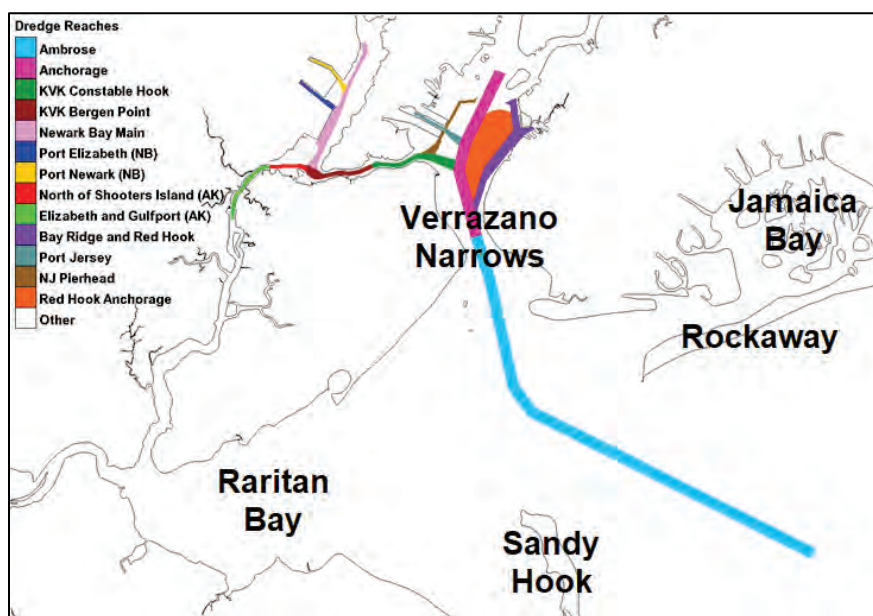 Dredge Reaches
Ambrose
Anchorage
KVK Constable Hook
KVK Bergen Point
Newark Bay Main
Port Elizabeth (NB)
Port Newark (NB)
North of Shooters Island (AK)
Elizabeth and Gulfport (AK)
Bay Ridge and Red Hook
Port Jersey
NJ Pierhead
Red Hook Anchorage
Other
Verrazano
Narrows
Jamaica
Bay
Rockaway
Raritan
Bay
Sandy
Hook